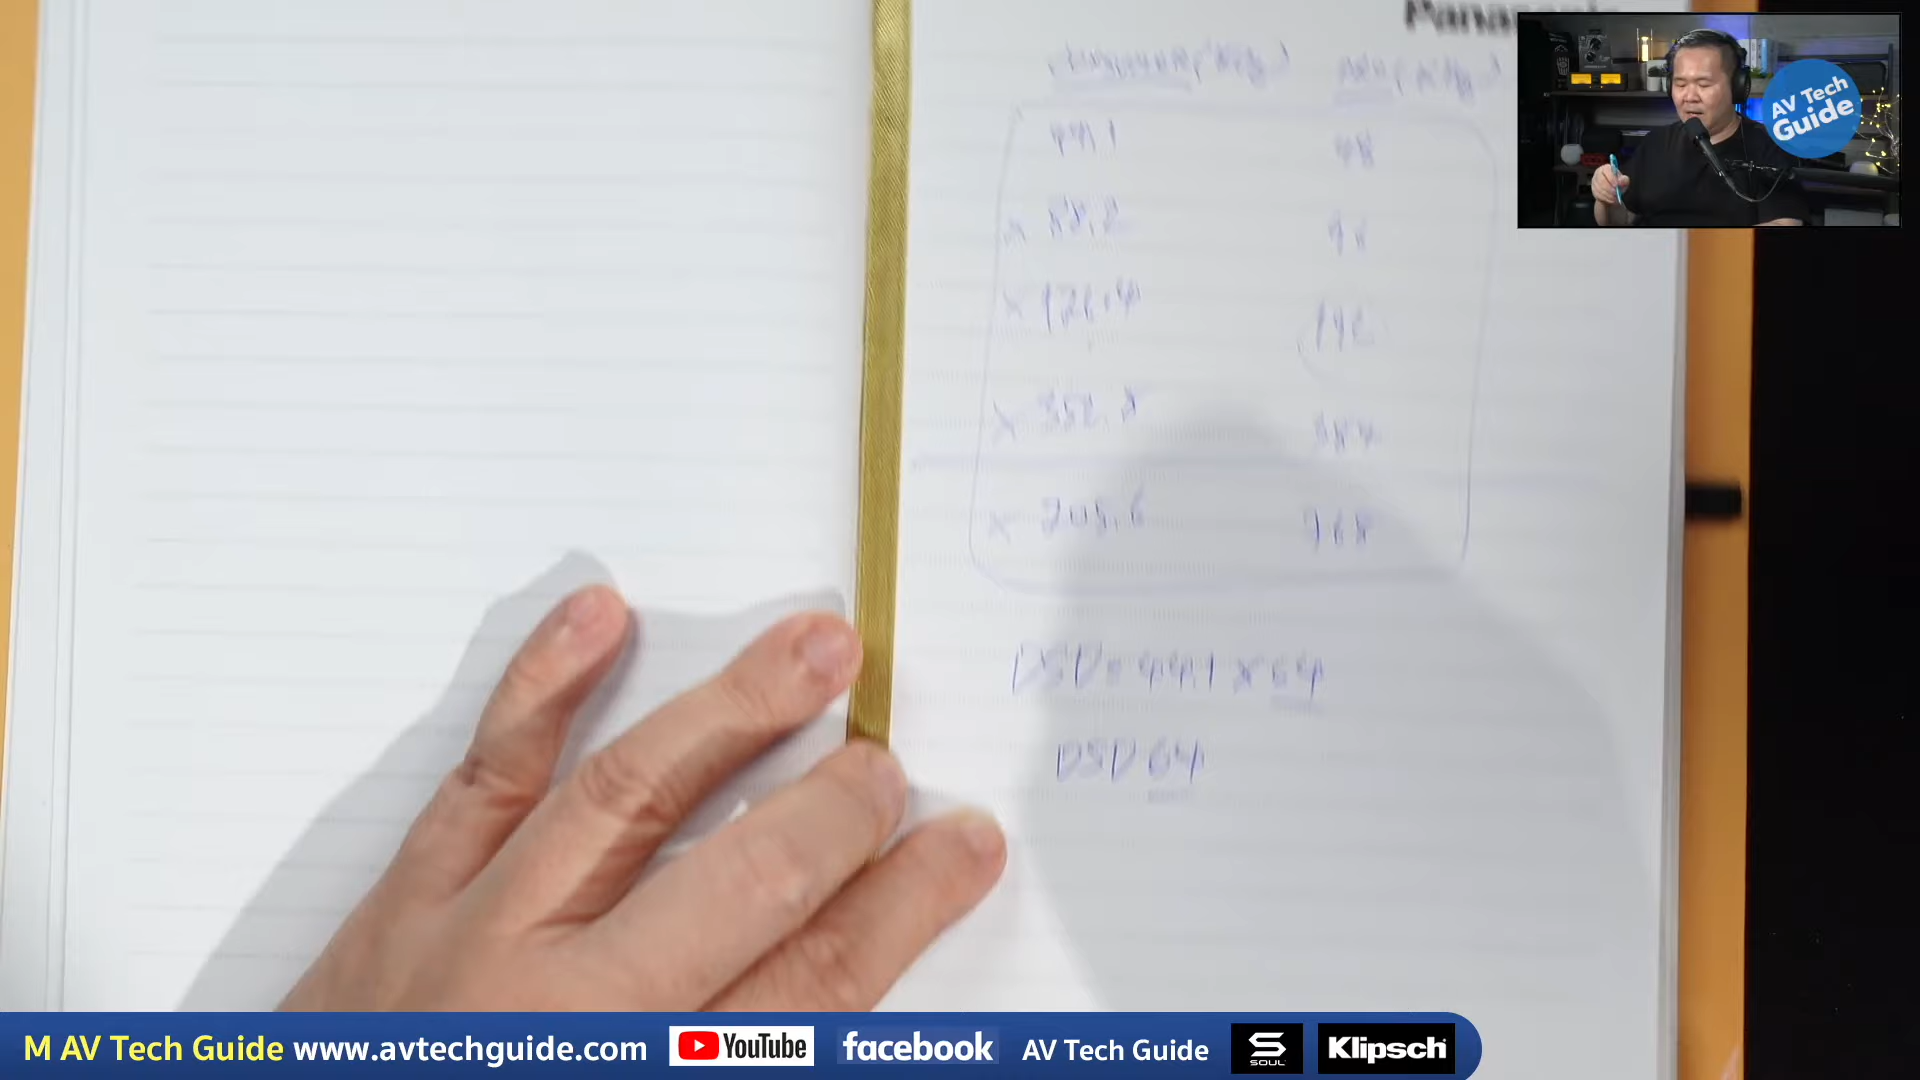 Panasonic
44.1 48
x 88.2 96
x 176.4 192
x 352.8 384
x 705.6 768
DSD = 44.1 x 64
DSD 64
AV Tech
Guide
M AV Tech Guide www.avtechguide.com YouTube facebook AV Tech Guide S SOUL Klipsch